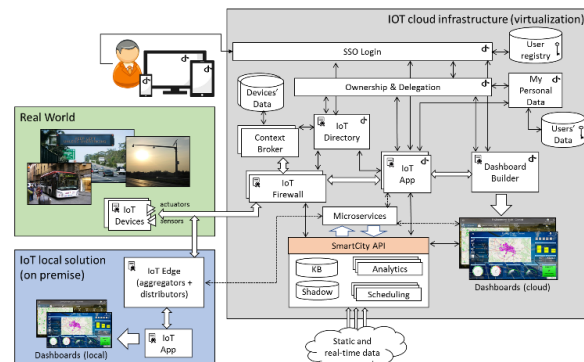 IOT cloud infrastructure (virtualization)
SSO Login
User
registry
Ownership & Delegation
My
Personal
Data
Devices'
Data
Users'
Data
Real World
Context
Broker
IoT
Directory
IoT
App
Dashboard
Builder
IoT
Firewall
actuators
IoT
Devices
sensors
Microservices
SmartCity API
KB
Analytics
Shadow
Scheduling
Dashboards (cloud)
IoT local solution
(on premise)
IoT Edge
(aggregators +
distributors)
Dashboards (local)
IoT
App
Static and
real-time data